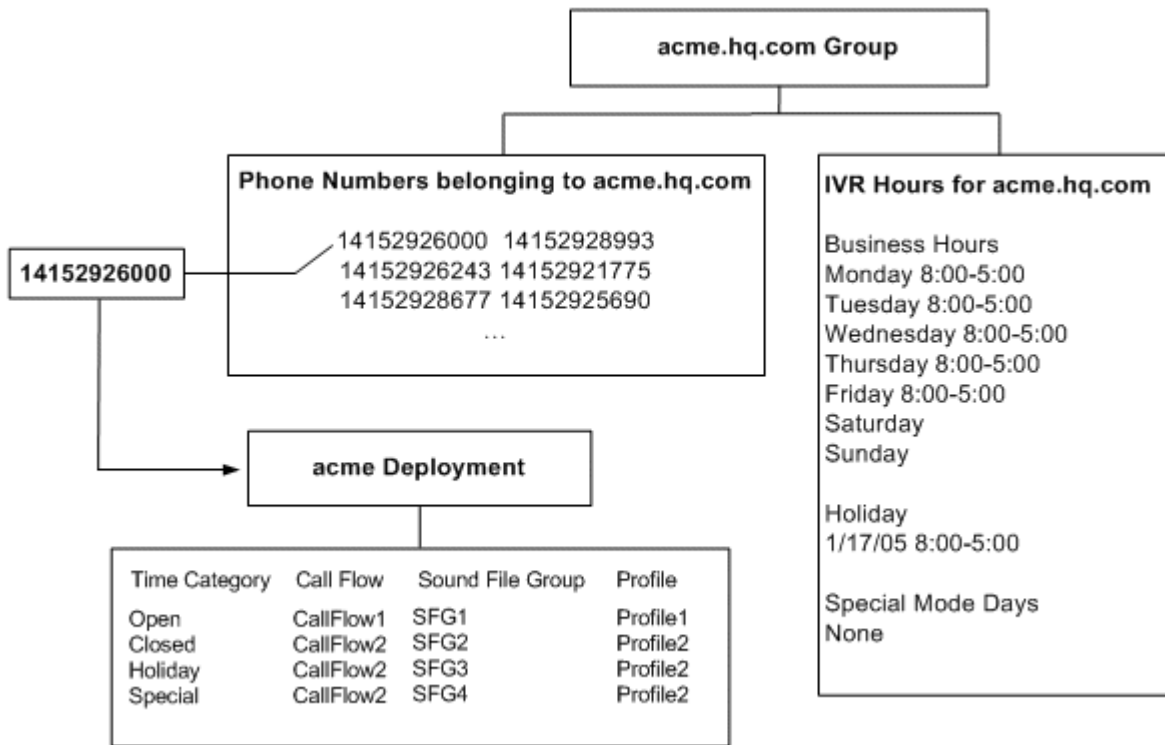 acme.hq.com Group
Phone Numbers belonging to acme.hq.com
14152926000 14152928993
14152926243 14152921775
14152928677 14152925690
...
14152926000
IVR Hours for acme.hq.com
Business Hours
Monday 8:00-5:00
Tuesday 8:00-5:00
Wednesday 8:00-5:00
Thursday 8:00-5:00
Friday 8:00-5:00
Saturday
Sunday
Holiday
1/17/05 8:00-5:00
Special Mode Days
None
acme Deployment
Time Category Call Flow Sound File Group Profile
Open CallFlow1 SFG1 Profile1
Closed CallFlow2 SFG2 Profile2
Holiday CallFlow2 SFG3 Profile2
Special CallFlow2 SFG4 Profile2